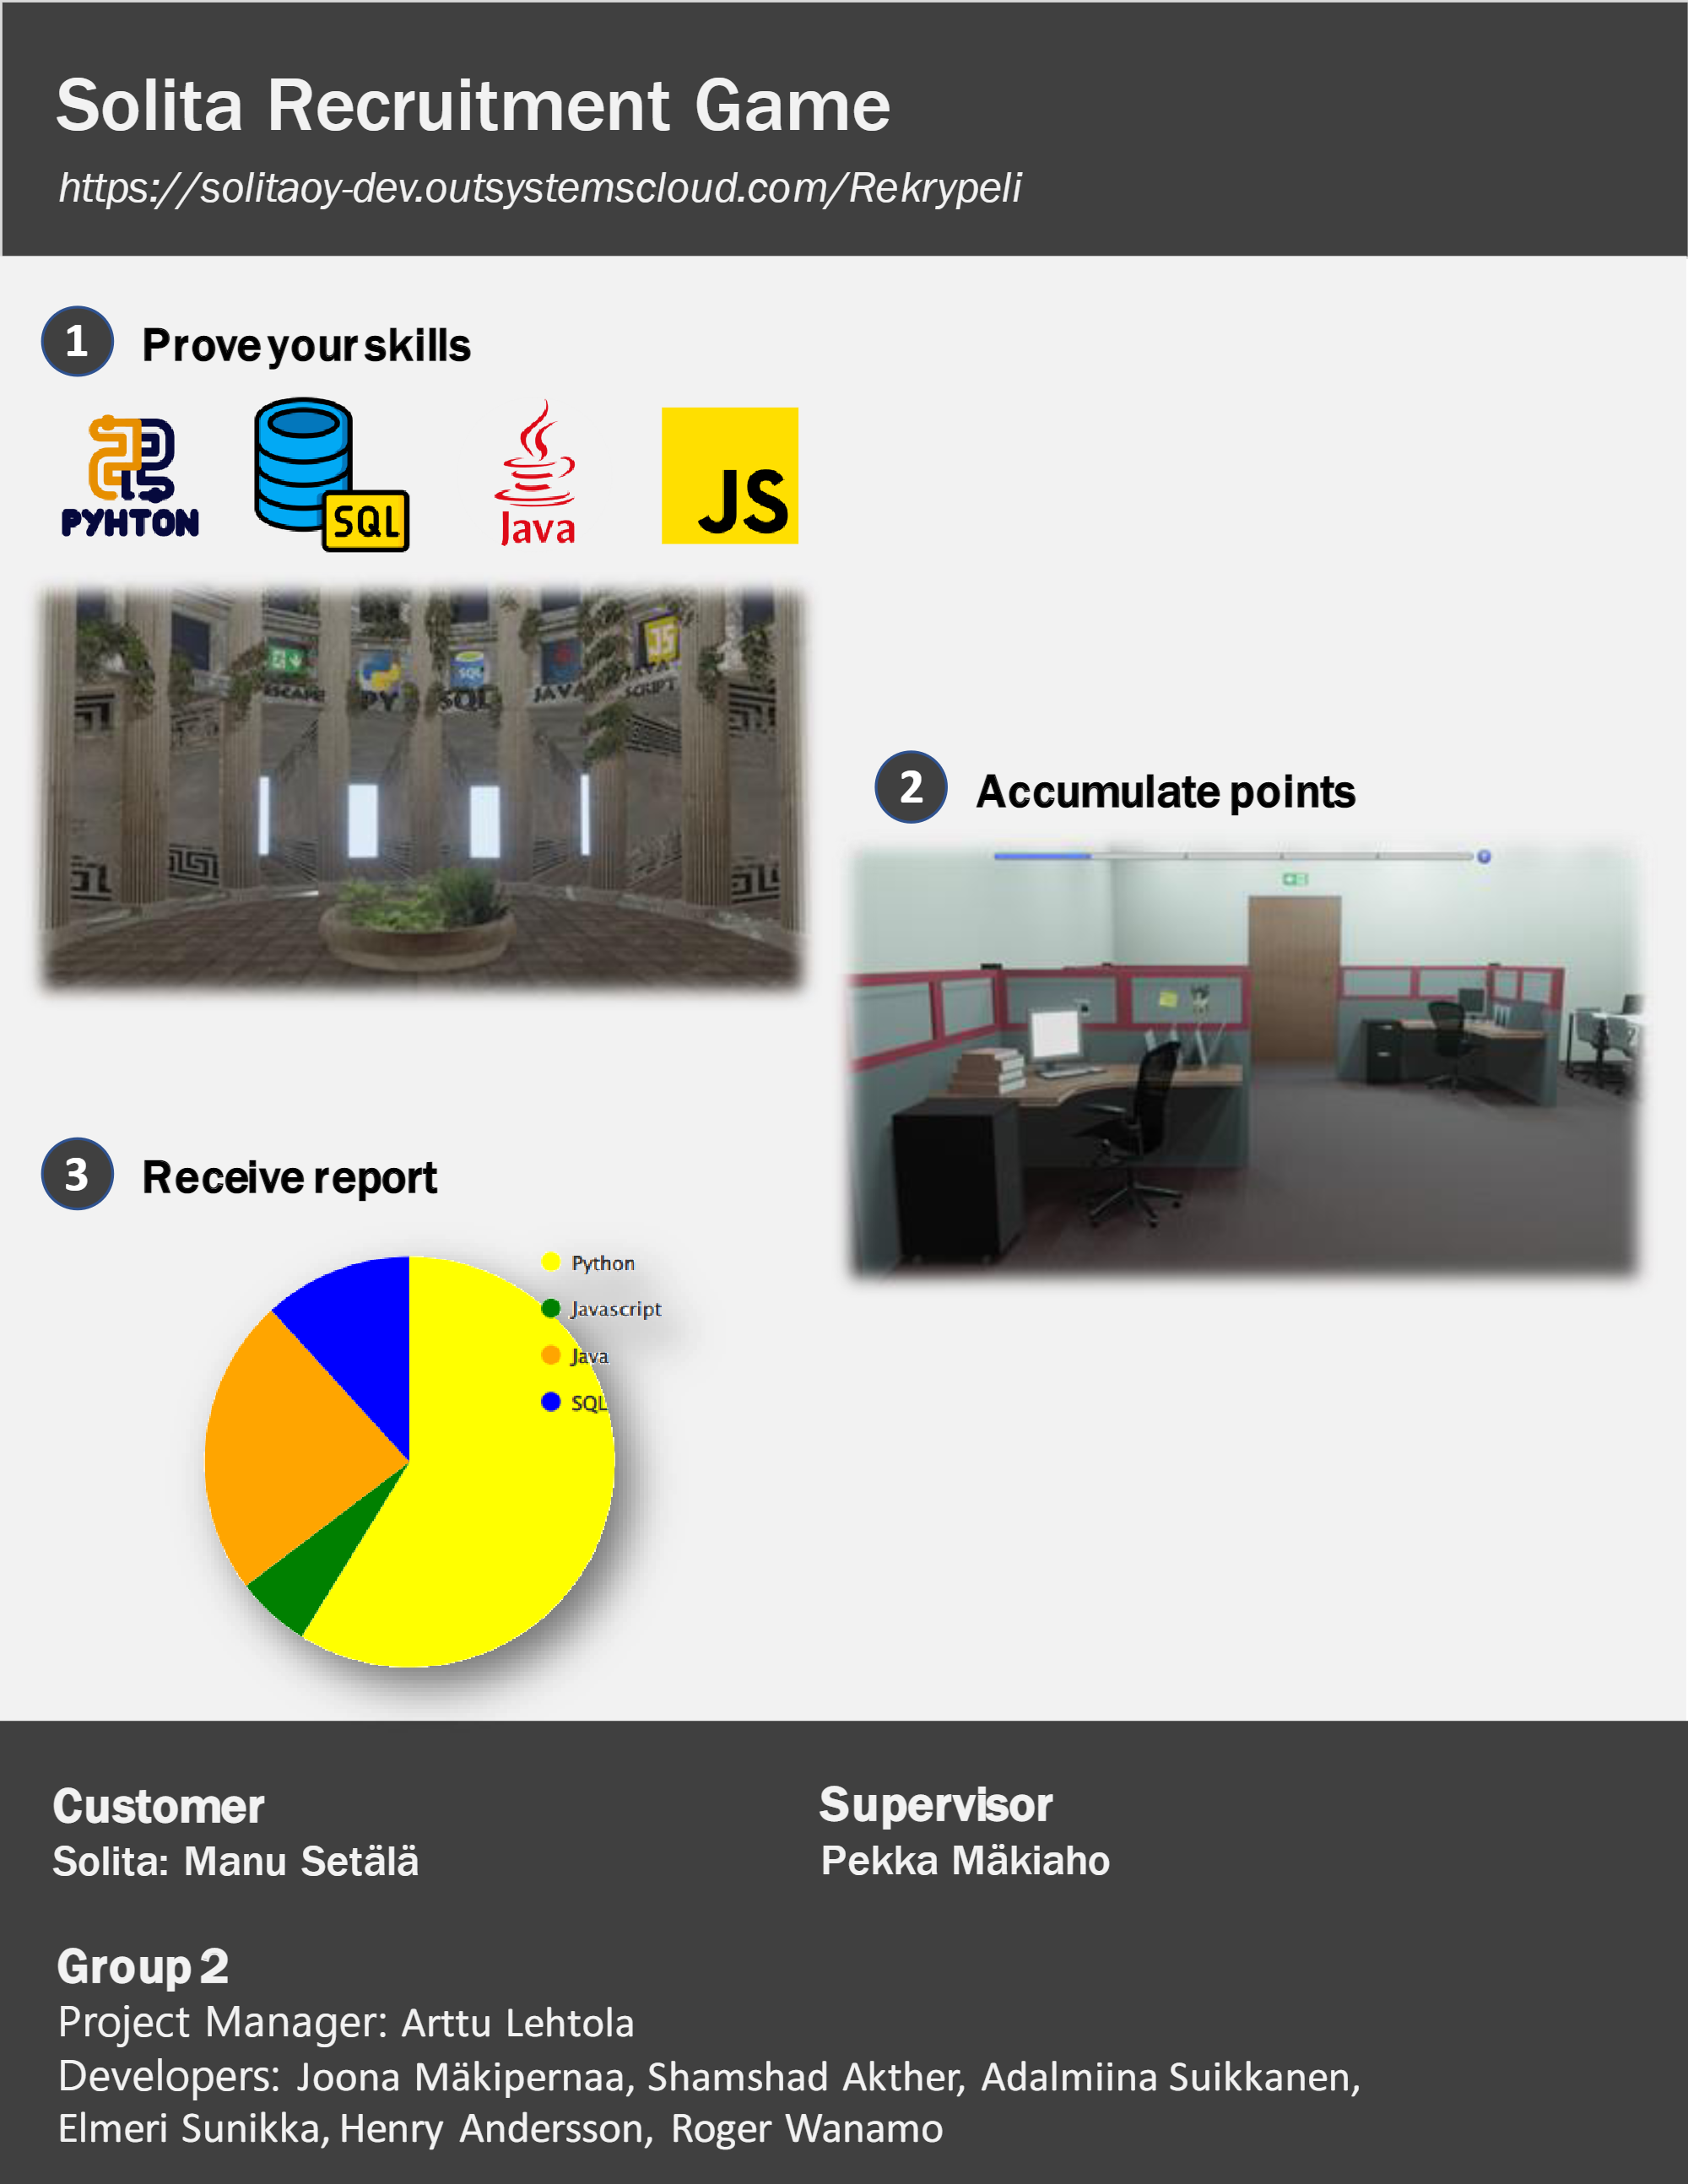 Solita Recruitment Game
https://solitaoy-dev.outsystemscloud.com/Rekrypeli
1 Prove your skills
PYHTON
SQL
Java
JS
JS
SQL
ESCAPE
PY
SQL
JAVA
JAVA
SCRIPT
2 Accumulate points
3 Receive report
Python
Javascript
Java
SQL
Customer
Solita: Manu Setälä
Supervisor
Pekka Mäkiaho
Group 2
Project Manager: Arttu Lehtola
Developers: Joona Mäkipernaa, Shamshad Akther, Adalmiina Suikkanen,
Elmeri Sunikka, Henry Andersson, Roger Wanamo